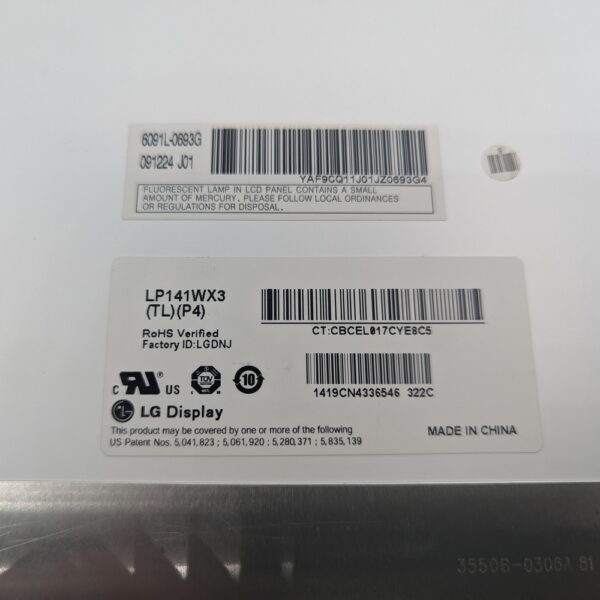 6091L-0693G
091224 J01
YAF9CQ11J01JZ0693G4
FLUORESCENT LAMP IN LCD PANEL CONTAINS A SMALL
AMOUNT OF MERCURY, PLEASE FOLLOW LOCAL ORDINANCES
OR REGULATIONS FOR DISPOSAL.
LP141WX3
(TL)(P4)
CT:CBCEL017CYE8C5
RoHS Verified
Factory ID:LGDNJ
c RU US TÜV 10
1419CN4336546 322C
LG Display
This product may be covered by one or more of the following
US Patent Nos. 5,041,823 ; 5,061,920 ; 5,280,371 ; 5,835,139
MADE IN CHINA
3550B-0306A 81